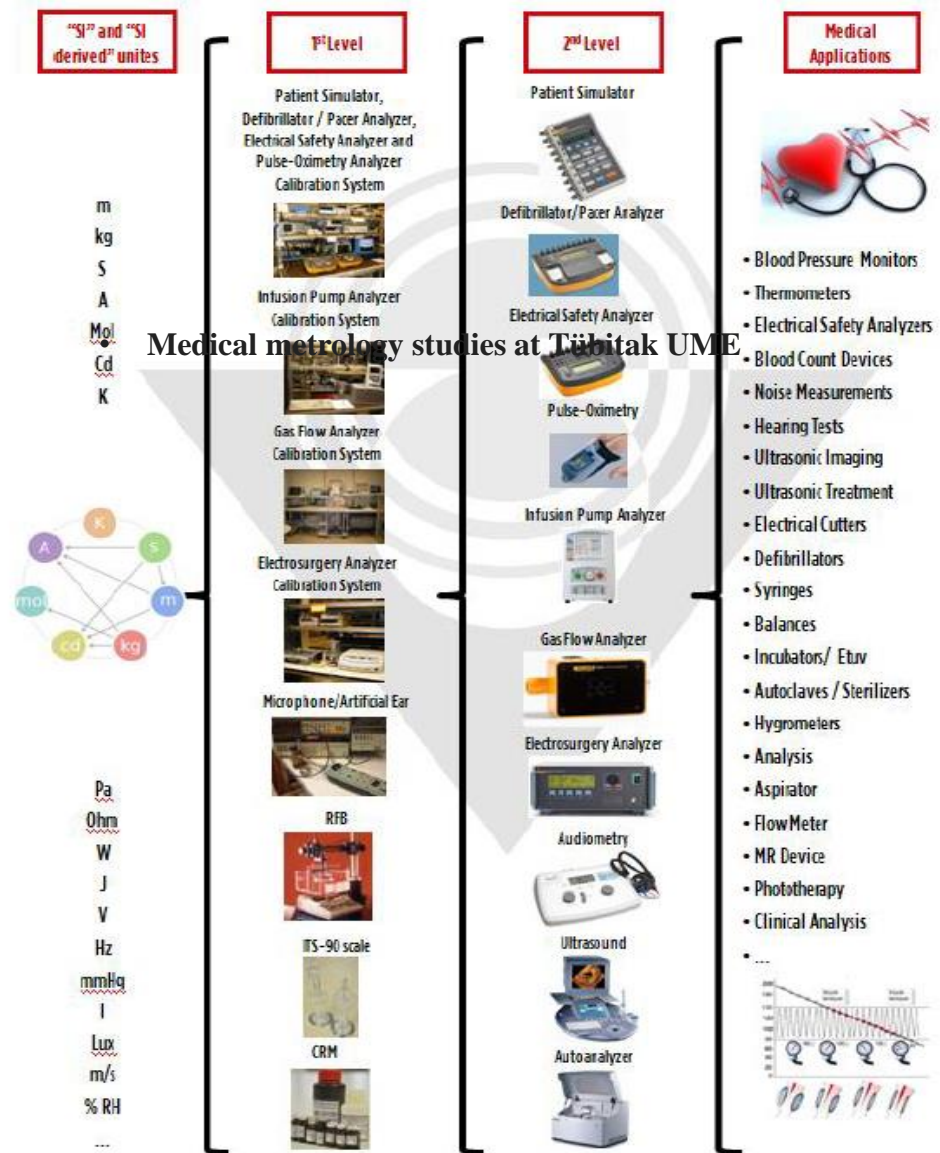 “SI” and “SI
derived” unites
m
kg
S
A
Mol
Cd
K
K
A
S
mol
m
cd
kg
Pa
Ohm
W
J
V
Hz
mmHg
l
Lux
m/s
% RH
...
1st Level
Patient Simulator,
Defibrillator / Pacer Analyzer,
Electrical Safety Analyzer and
Pulse-Oximetry Analyzer
Calibration System
Infusion Pump Analyzer
Calibration System
• Medical metrology studies at Tübitak UME
Gas Flow Analyzer
Calibration System
Electrosurgery Analyzer
Calibration System
Microphone/Artificial Ear
RFB
ITS-90 scale
CRM
2nd Level
Patient Simulator
Defibrillator/Pacer Analyzer
Electrical Safety Analyzer
Pulse-Oximetry
Infusion Pump Analyzer
Gas Flow Analyzer
Electrosurgery Analyzer
Audiometry
Ultrasound
Autoanalyzer
Medical
Applications
• Blood Pressure Monitors
• Thermometers
• Electrical Safety Analyzers
• Blood Count Devices
• Noise Measurements
• Hearing Tests
• Ultrasonic Imaging
• Ultrasonic Treatment
• Electrical Cutters
• Defibrillators
• Syringes
• Balances
• Incubators/ Etuv
• Autoclaves / Sterilizers
• Hygrometers
• Analysis
• Aspirator
• Flow Meter
• MR Device
• Phototherapy
• Clinical Analysis
• ...